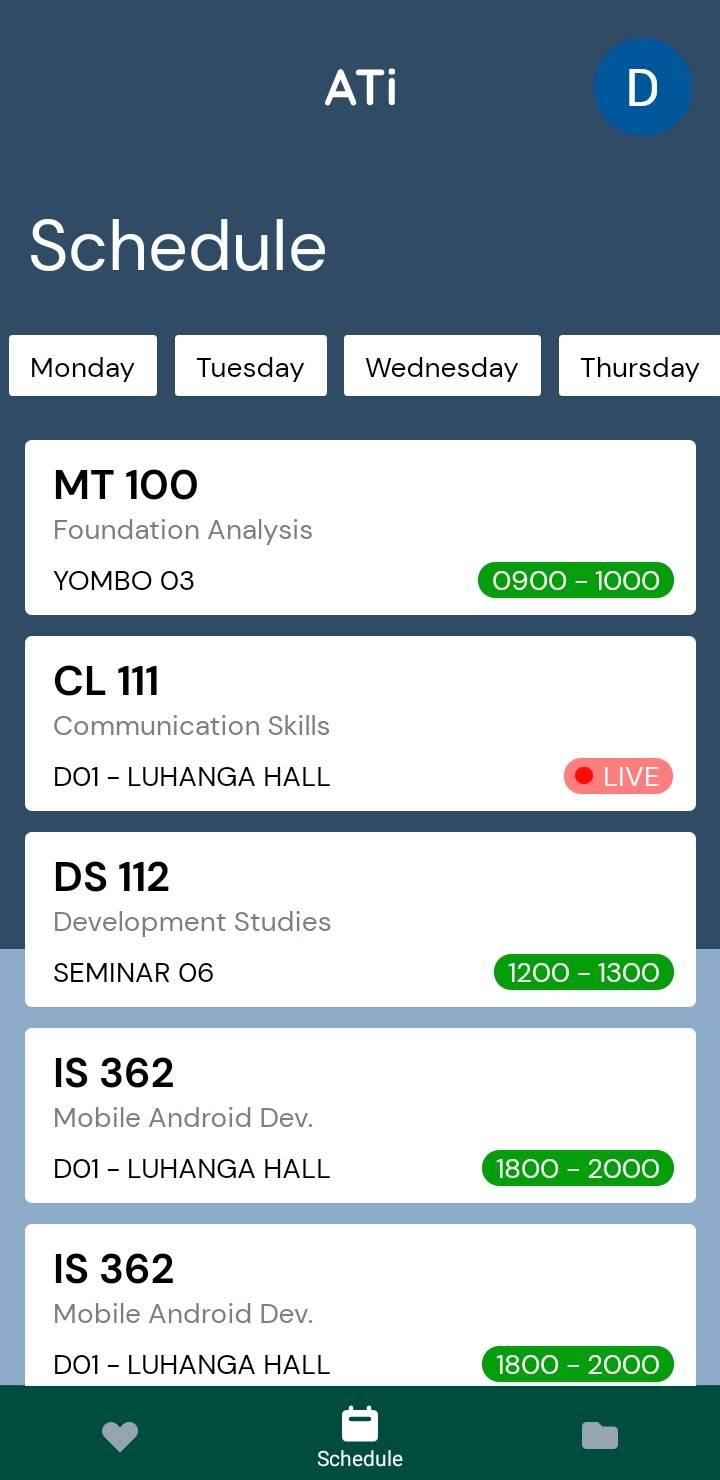 ATi
D
Schedule
Monday Tuesday Wednesday Thursday
MT 100
Foundation Analysis
YOMBO 03 0900 - 1000
CL 111
Communication Skills
D01 - LUHANGA HALL LIVE
DS 112
Development Studies
SEMINAR 06 1200 - 1300
IS 362
Mobile Android Dev.
D01 - LUHANGA HALL 1800 - 2000
IS 362
Mobile Android Dev.
D01 - LUHANGA HALL 1800 - 2000
Schedule